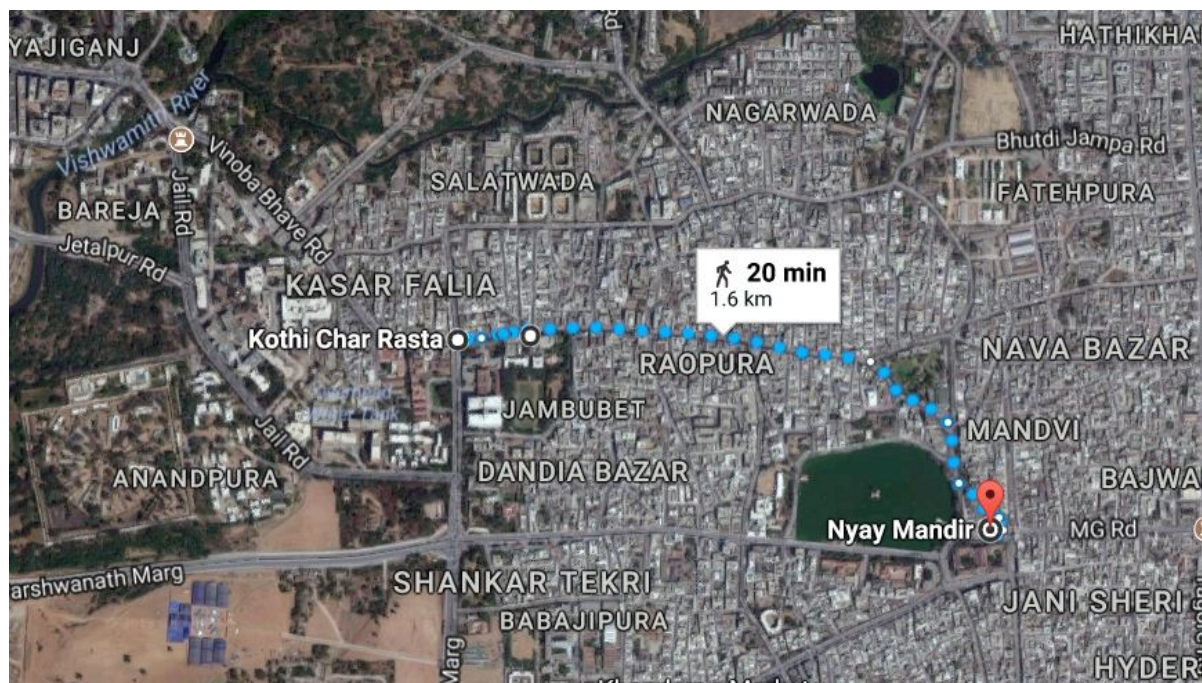 YAJIGANJ
HATHIKHA
Vishwamitri River
NAGARWADA
Bhutdi Jampa Rd
Vinoba Bhave Rd
Jail Rd
SALATWADA
FATEHPURA
BAREJA
Jetalpur Rd
20 min
1.6 km
KASAR FALIA
Kothi Char Rasta
RAOPURA
NAVA BAZAR
JAMBUBET
MANDVI
Jail Rd
ANANDPURA
DANDIA BAZAR
BAJWA
Nyay Mandir
MG Rd
arshwanath Marg
SHANKAR TEKRI
JANI SHERI
BABAJIPURA
Marg
HYDER